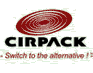 CIRPACK
- Switch to the alternative !